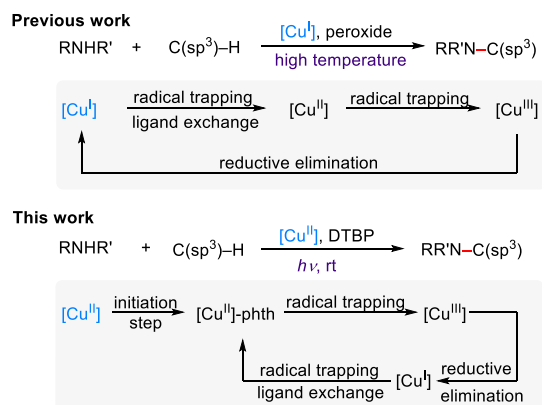 Previous work
[Cuᴵ], peroxide
RNHR' + C(sp³)–H RR'N–C(sp³)
high temperature
radical trapping radical trapping
[Cuᴵ] [Cuᴵᴵ] [Cuᴵᴵᴵ]
ligand exchange
reductive elimination
This work
[Cuᴵᴵ], DTBP
RNHR' + C(sp³)–H RR'N–C(sp³)
hν, rt
initiation radical trapping
[Cuᴵᴵ] [Cuᴵᴵ]-phth [Cuᴵᴵᴵ]
step
radical trapping reductive
[Cuᴵ]
ligand exchange elimination